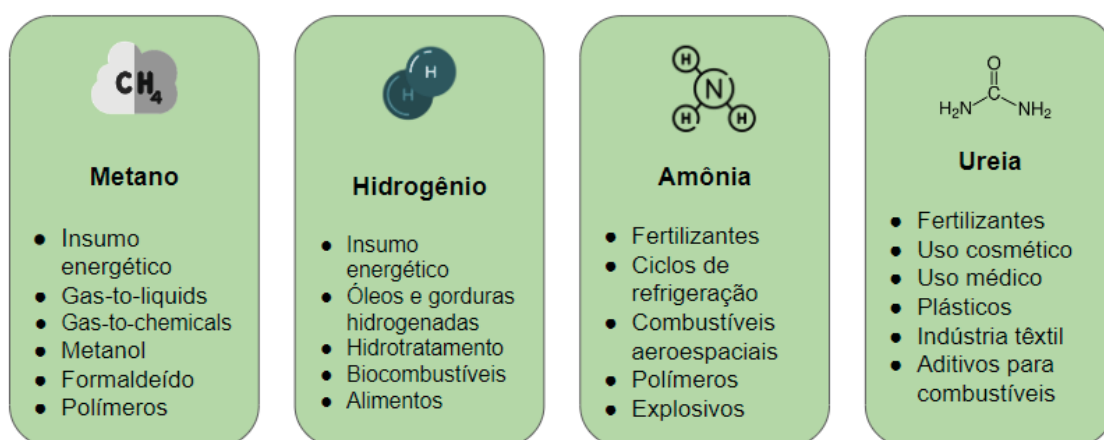 CH4
Metano
● Insumo
energético
● Gas-to-liquids
● Gas-to-chemicals
● Metanol
● Formaldeído
● Polímeros
H
H
Hidrogênio
● Insumo
energético
● Óleos e gorduras
hidrogenadas
● Hidrotratamento
● Biocombustíveis
● Alimentos
H
N
H
H
Amônia
● Fertilizantes
● Ciclos de
refrigeração
● Combustíveis
aeroespaciais
● Polímeros
● Explosivos
O
C
H₂N NH₂
Ureia
● Fertilizantes
● Uso cosmético
● Uso médico
● Plásticos
● Indústria têxtil
● Aditivos para
combustíveis